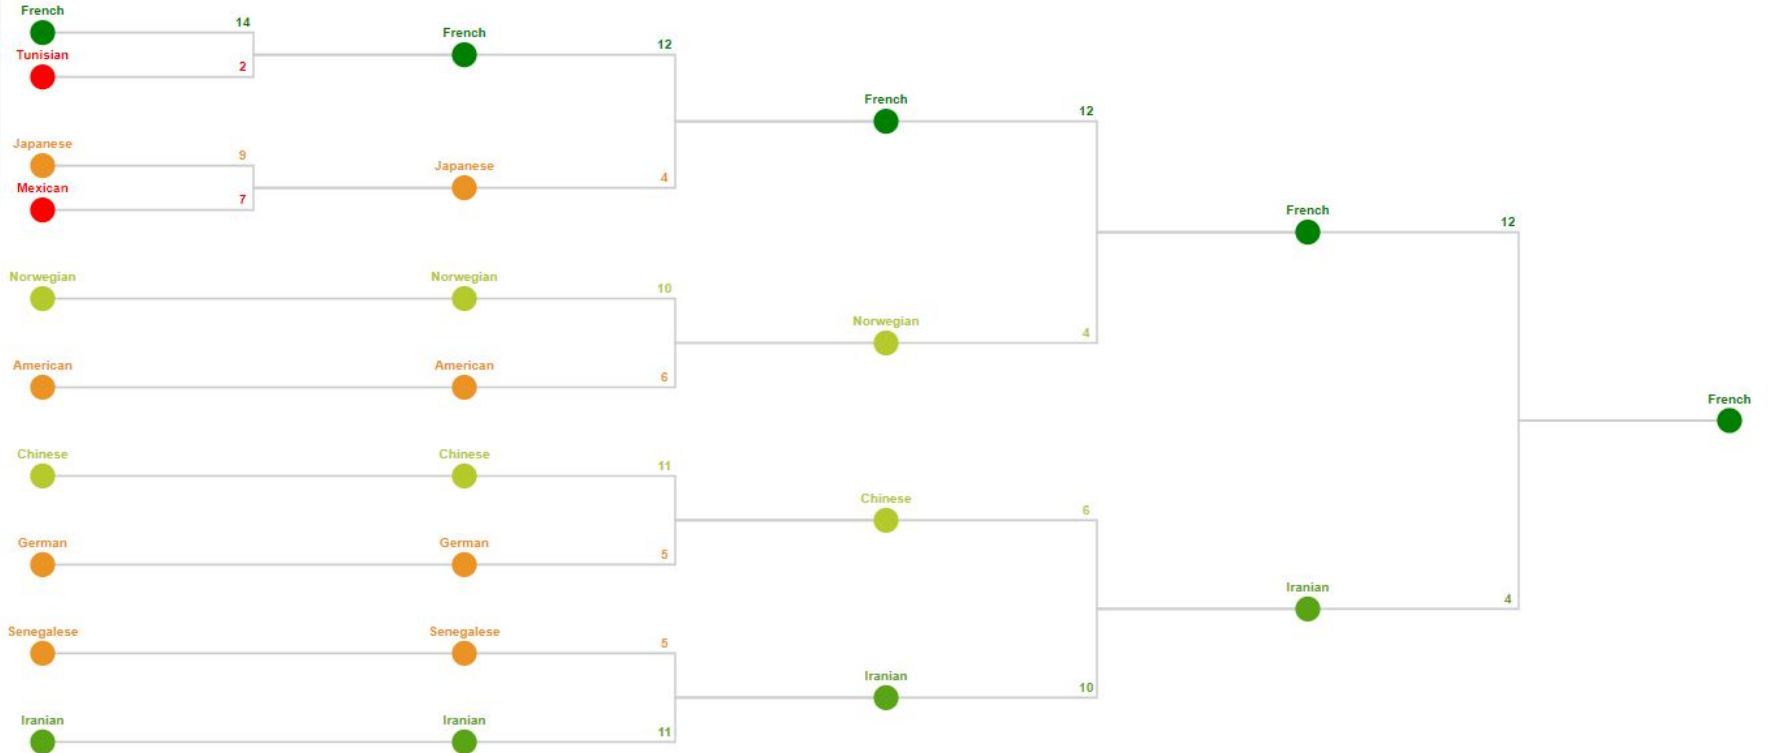 French
14
Tunisian
2
Japanese
9
Mexican
7
Norwegian
American
Chinese
German
Senegalese
Iranian
French
12
Japanese
4
Norwegian
10
American
6
Chinese
11
German
5
Senegalese
5
Iranian
11
French
12
Norwegian
4
Chinese
6
Iranian
10
French
12
Iranian
4
French